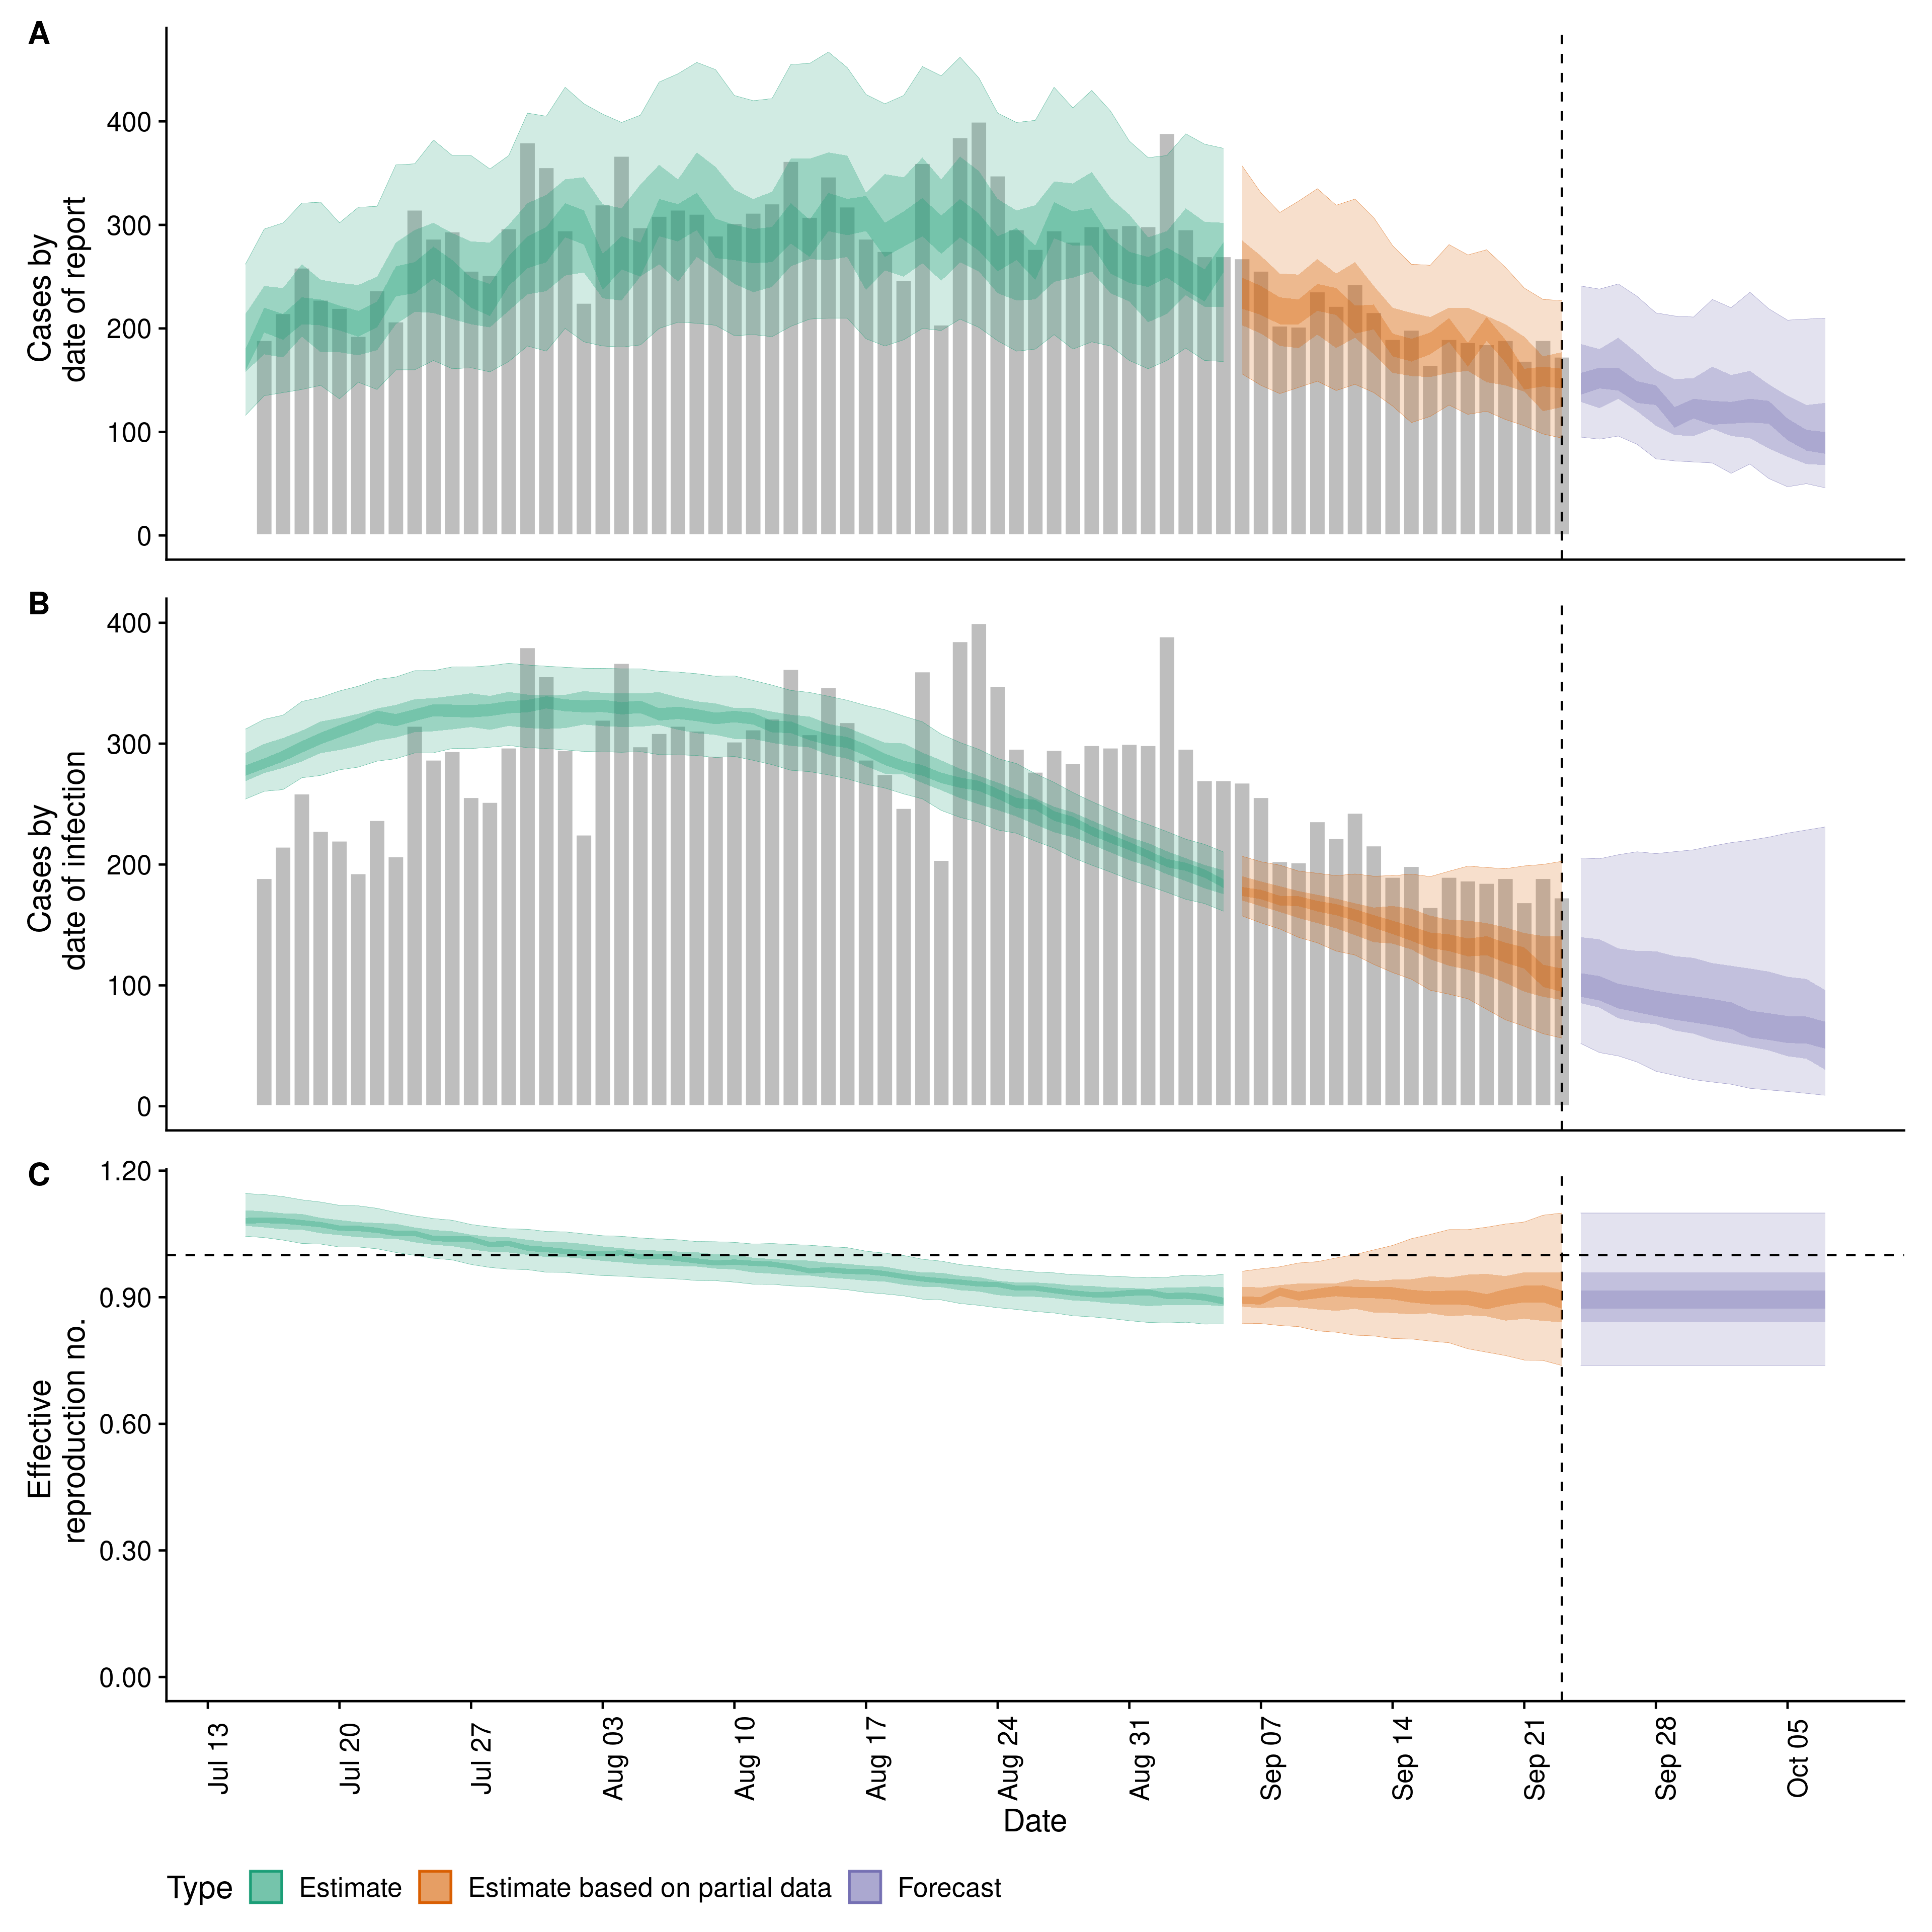 A
Cases by
date of report
400
300
200
100
0
B
Cases by
date of infection
400
300
200
100
0
C
Effective
reproduction no.
1.20
0.90
0.60
0.30
0.00
Jul 13
Jul 20
Jul 27
Aug 03
Aug 10
Aug 17
Aug 24
Aug 31
Sep 07
Sep 14
Sep 21
Sep 28
Oct 05
Date
Type Estimate Estimate based on partial data Forecast